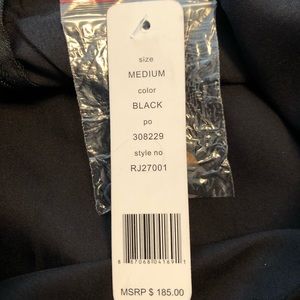 size
MEDIUM
color
BLACK
po
308229
style no
RJ27001
MSRP $ 185.00